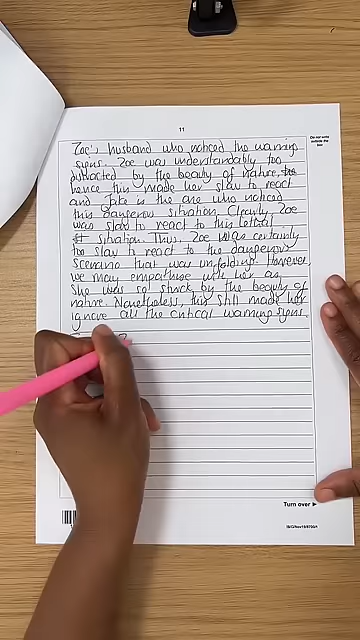 11
Do not write
outside the
box
Zoe's husband who noticed the warning
signs. Zoe was understandably too
distracted by the beauty of nature, the
hence this made her slow to react
and Jake is the one who noticed
this dangerous situation. Clearly, Zoe
was slow to react to this lethal
sitation. Thus, Zoe was certainly
too slow to react to the dangerous
scenario that was unfolding. However
we may empathise with her as
she was so struck by the beauty of
nature. Nonetheless, this still made her
ignore all the critical warning signs.
Turn over ►
IB/G/Nov19/8700/1